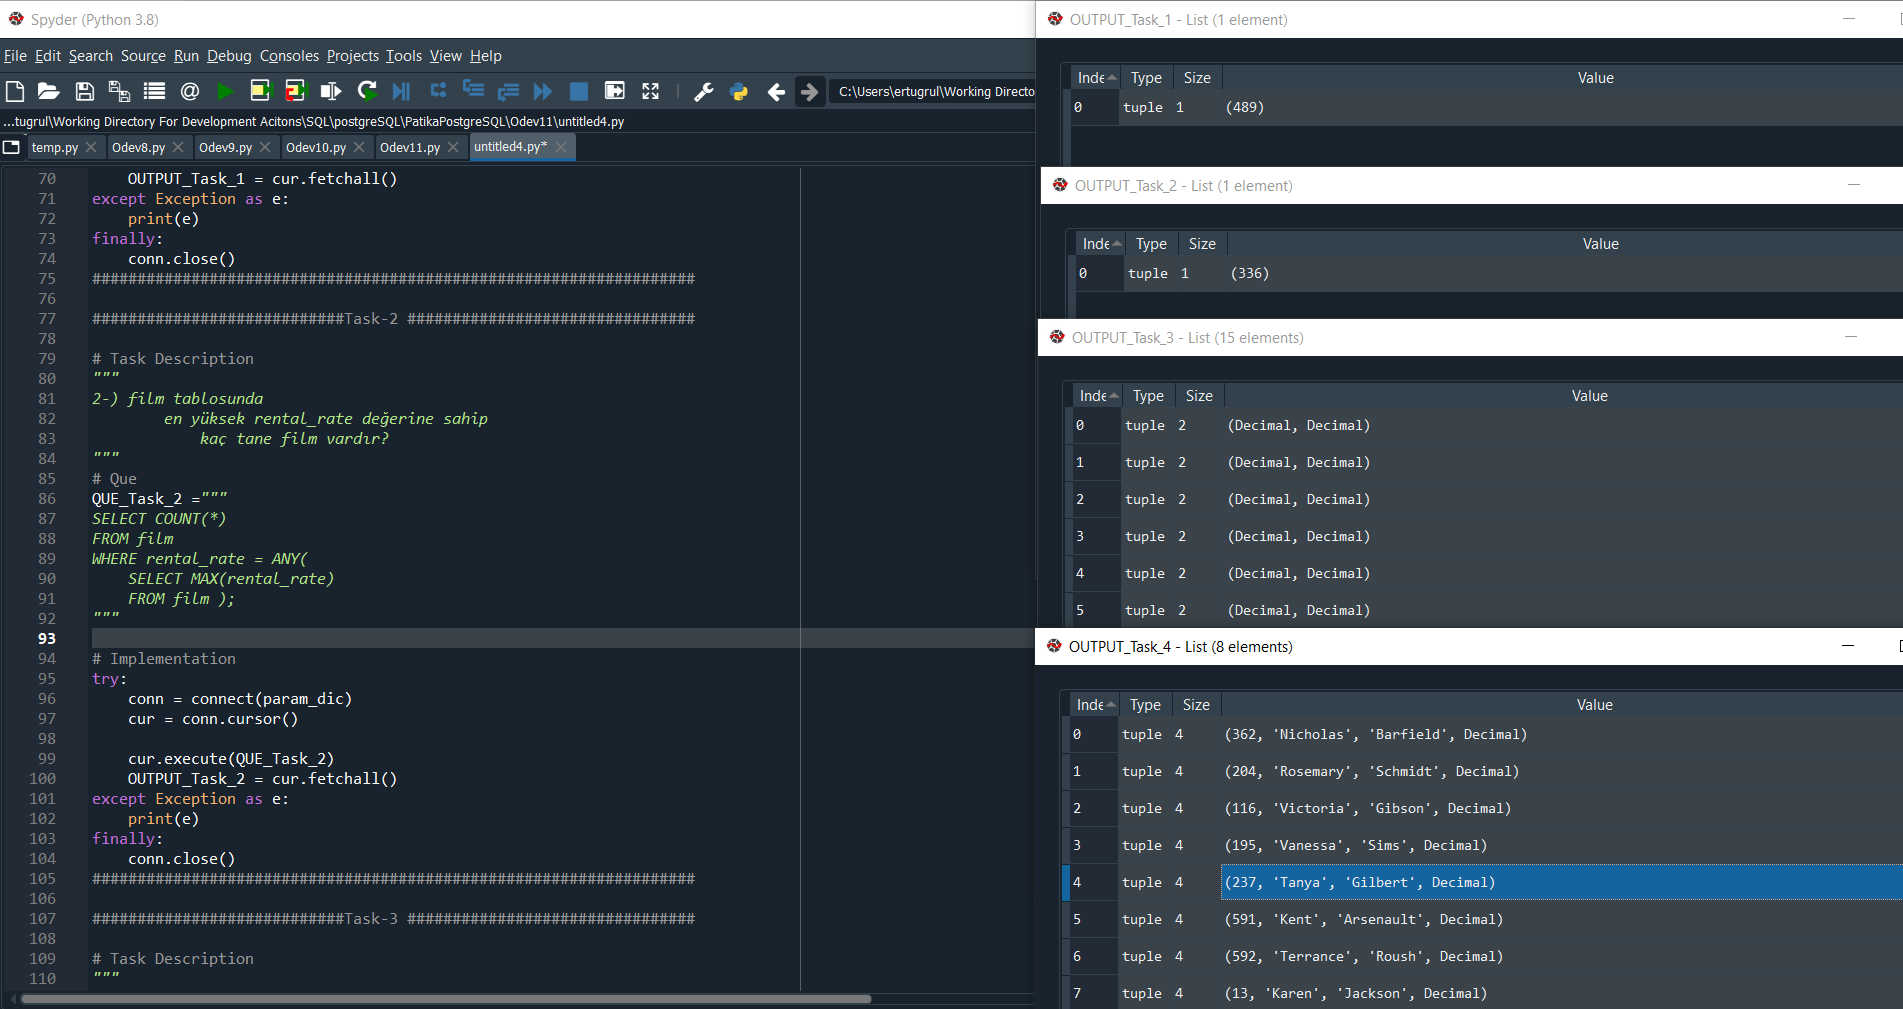 Spyder (Python 3.8)
File Edit Search Source Run Debug Consoles Projects Tools View Help
C:\Users\ertugrul\Working Directo
...tugrul\Working Directory For Development Acitons\SQL\postgreSQL\PatikaPostgreSQL\Odev11\untitled4.py
temp.py Odev8.py Odev9.py Odev10.py Odev11.py untitled4.py*
70 OUTPUT_Task_1 = cur.fetchall()
71 except Exception as e:
72 print(e)
73 finally:
74 conn.close()
75 ###################################################################
76
77 ############################Task-2 ################################
78
79 # Task Description
80 """
81 2-) film tablosunda
82 en yüksek rental_rate değerine sahip
83 kaç tane film vardır?
84 """
85 # Que
86 QUE_Task_2 ="""
87 SELECT COUNT(*)
88 FROM film
89 WHERE rental_rate = ANY(
90 SELECT MAX(rental_rate)
91 FROM film );
92 """
93
94 # Implementation
95 try:
96 conn = connect(param_dic)
97 cur = conn.cursor()
98
99 cur.execute(QUE_Task_2)
100 OUTPUT_Task_2 = cur.fetchall()
101 except Exception as e:
102 print(e)
103 finally:
104 conn.close()
105 ###################################################################
106
107 ############################Task-3 ################################
108
109 # Task Description
110 """
OUTPUT_Task_1 - List (1 element)
Inde Type Size Value
0 tuple 1 (489)
OUTPUT_Task_2 - List (1 element)
Inde Type Size Value
0 tuple 1 (336)
OUTPUT_Task_3 - List (15 elements)
Inde Type Size Value
0 tuple 2 (Decimal, Decimal)
1 tuple 2 (Decimal, Decimal)
2 tuple 2 (Decimal, Decimal)
3 tuple 2 (Decimal, Decimal)
4 tuple 2 (Decimal, Decimal)
5 tuple 2 (Decimal, Decimal)
OUTPUT_Task_4 - List (8 elements)
Inde Type Size Value
0 tuple 4 (362, 'Nicholas', 'Barfield', Decimal)
1 tuple 4 (204, 'Rosemary', 'Schmidt', Decimal)
2 tuple 4 (116, 'Victoria', 'Gibson', Decimal)
3 tuple 4 (195, 'Vanessa', 'Sims', Decimal)
4 tuple 4 (237, 'Tanya', 'Gilbert', Decimal)
5 tuple 4 (591, 'Kent', 'Arsenault', Decimal)
6 tuple 4 (592, 'Terrance', 'Roush', Decimal)
7 tuple 4 (13, 'Karen', 'Jackson', Decimal)